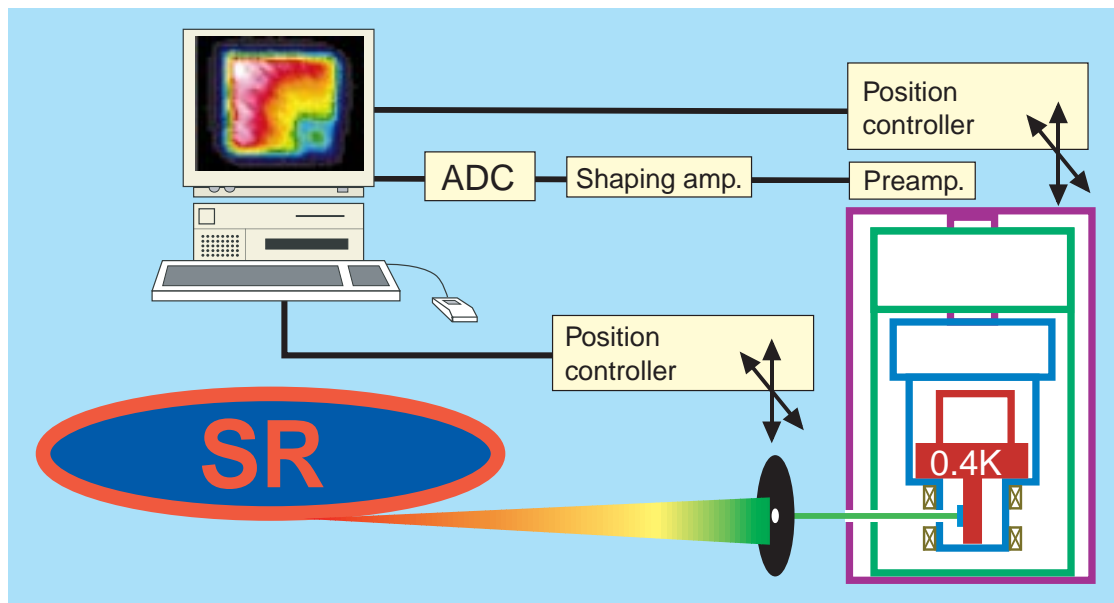 Position
controller
ADC
Shaping amp.
Preamp.
Position
controller
SR
0.4K